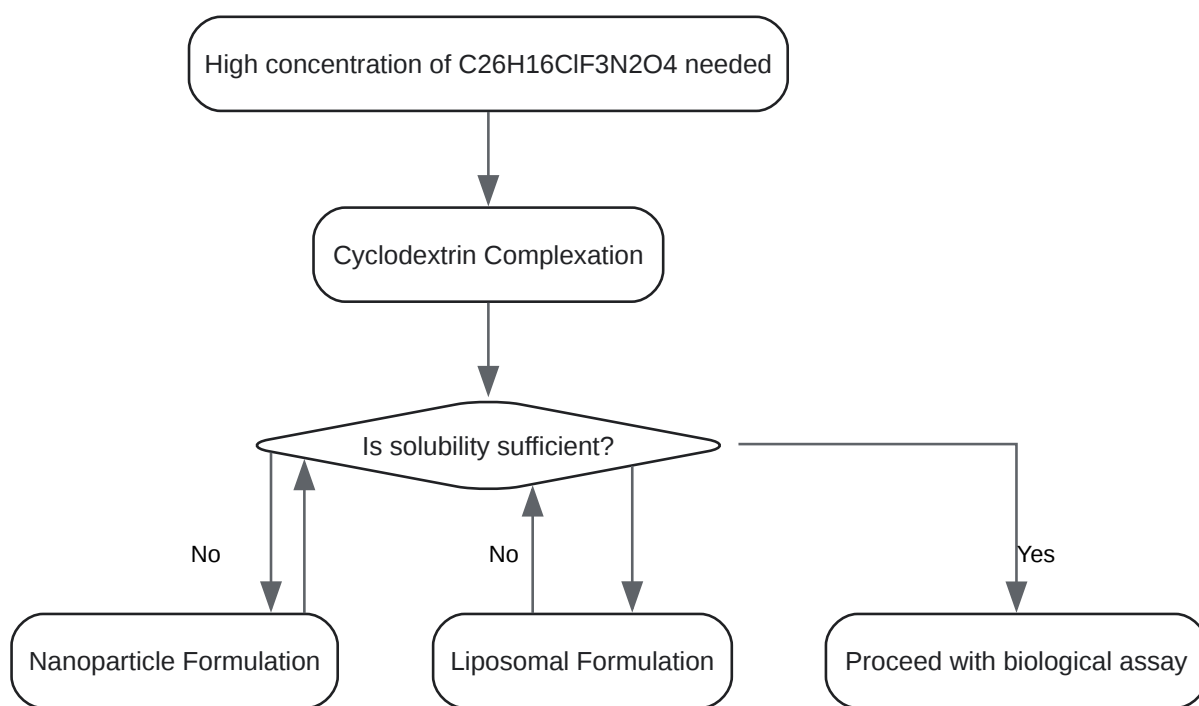 High concentration of C26H16ClF3N2O4 needed
Cyclodextrin Complexation
Is solubility sufficient?
No
No
Yes
Nanoparticle Formulation
Liposomal Formulation
Proceed with biological assay